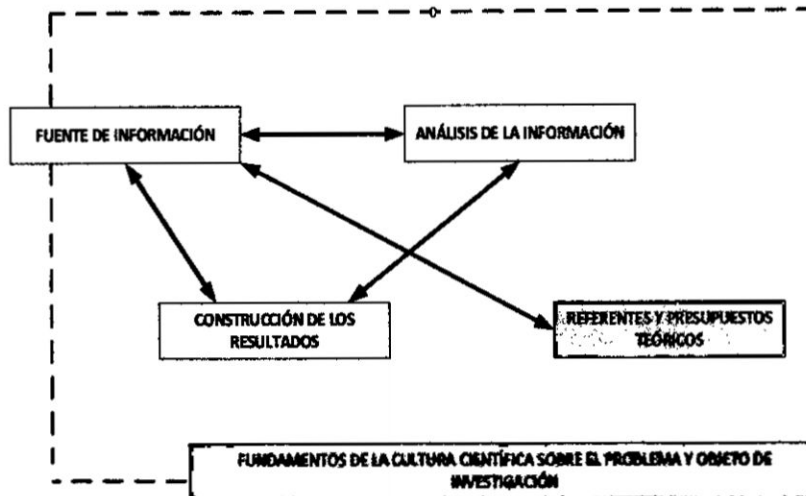 FUENTE DE INFORMACIÓN
ANÁLISIS DE LA INFORMACIÓN
CONSTRUCCIÓN DE LOS
RESULTADOS
REFERENTES Y PRESUPUESTOS
TEÓRICOS
FUNDAMENTOS DE LA CULTURA CIENTÍFICA SOBRE EL PROBLEMA Y OBJETO DE
INVESTIGACIÓN